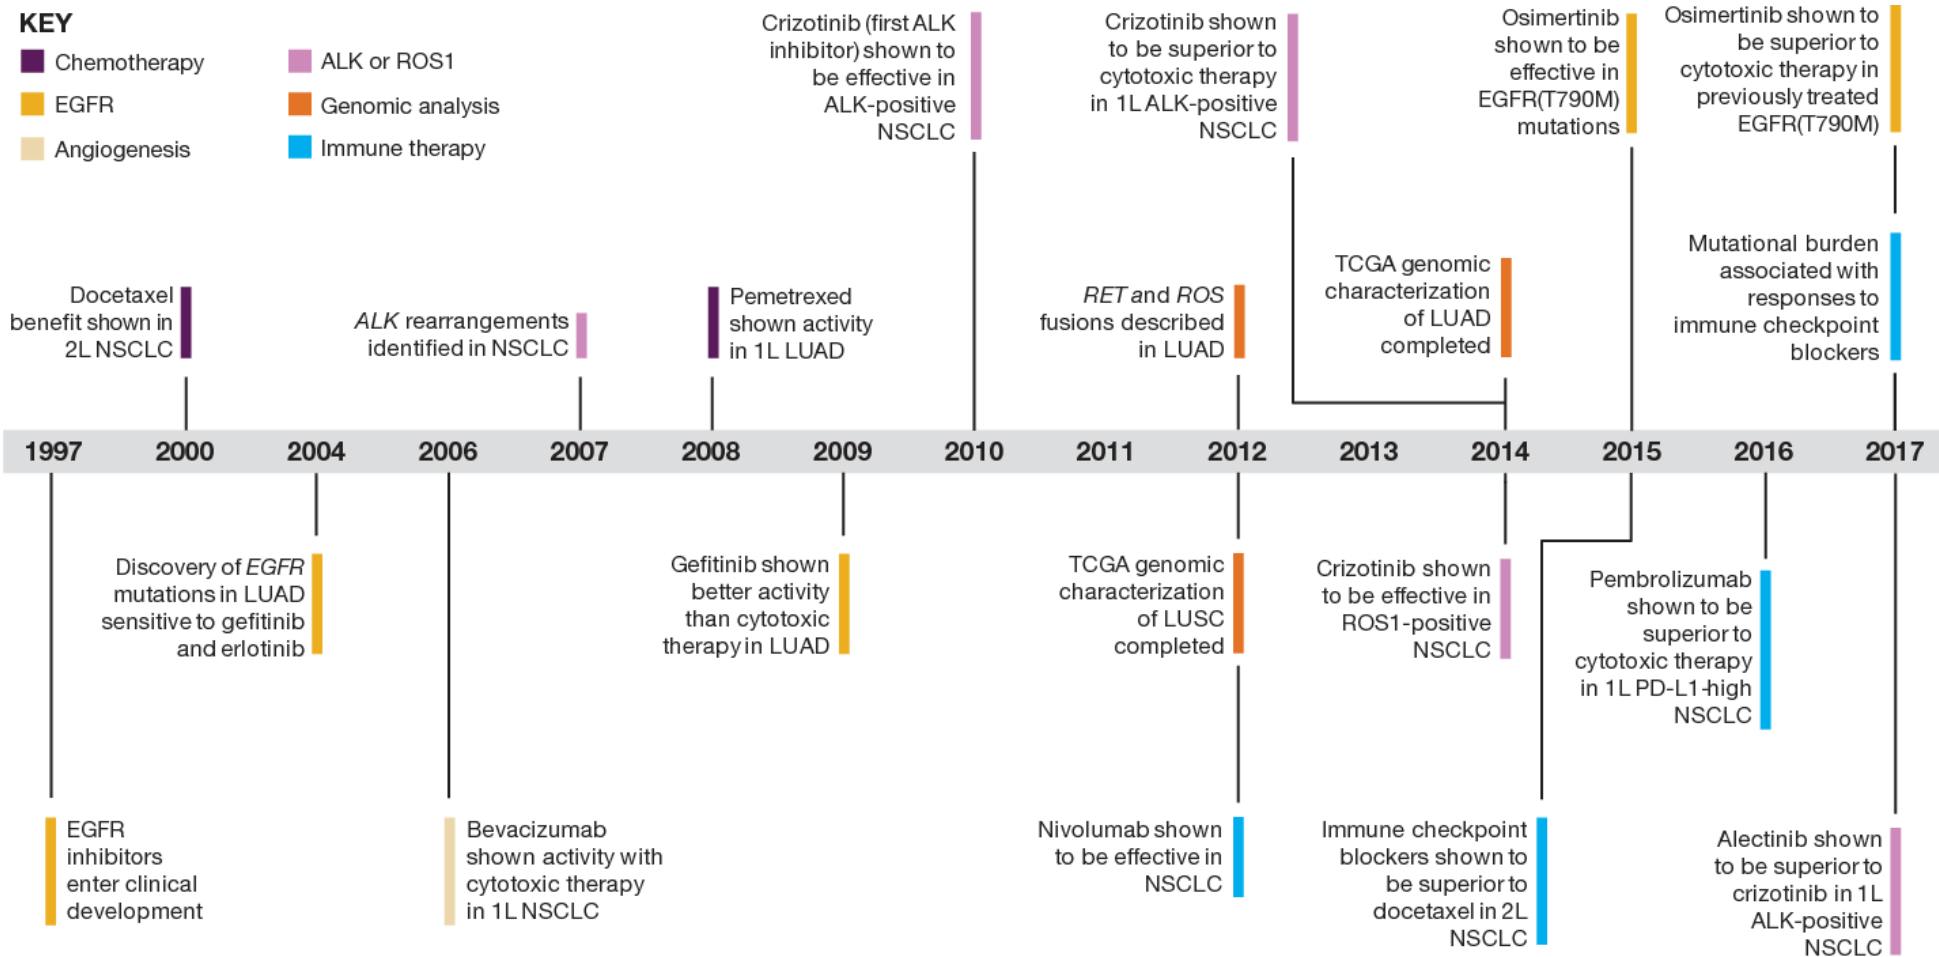 KEY
Chemotherapy
EGFR
Angiogenesis
ALK or ROS1
Genomic analysis
Immune therapy
Crizotinib (first ALK
inhibitor) shown to
be effective in
ALK-positive
NSCLC
Crizotinib shown
to be superior to
cytotoxic therapy
in 1L ALK-positive
NSCLC
Osimertinib
shown to be
effective in
EGFR(T790M)
mutations
Osimertinib shown to
be superior to
cytotoxic therapy in
previously treated
EGFR(T790M)
Docetaxel
benefit shown in
2L NSCLC
ALK rearrangements
identified in NSCLC
Pemetrexed
shown activity
in 1L LUAD
RET and ROS
fusions described
in LUAD
TCGA genomic
characterization
of LUAD
completed
Mutational burden
associated with
responses to
immune checkpoint
blockers
1997 2000 2004 2006 2007 2008 2009 2010 2011 2012 2013 2014 2015 2016 2017
Discovery of EGFR
mutations in LUAD
sensitive to gefitinib
and erlotinib
Gefitinib shown
better activity
than cytotoxic
therapy in LUAD
TCGA genomic
characterization
of LUSC
completed
Crizotinib shown
to be effective in
ROS1-positive
NSCLC
Pembrolizumab
shown to be
superior to
cytotoxic therapy
in 1L PD-L1-high
NSCLC
EGFR
inhibitors
enter clinical
development
Bevacizumab
shown activity with
cytotoxic therapy
in 1L NSCLC
Nivolumab shown
to be effective in
NSCLC
Immune checkpoint
blockers shown to
be superior to
docetaxel in 2L
NSCLC
Alectinib shown
to be superior to
crizotinib in 1L
ALK-positive
NSCLC